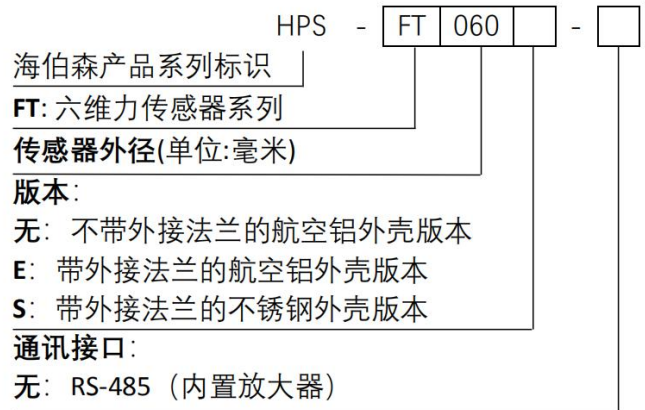 HPS - FT 060 -
海伯森产品系列标识
FT: 六维力传感器系列
传感器外径(单位:毫米)
版本:
无: 不带外接法兰的航空铝外壳版本
E: 带外接法兰的航空铝外壳版本
S: 带外接法兰的不锈钢外壳版本
通讯接口:
无: RS-485（内置放大器）